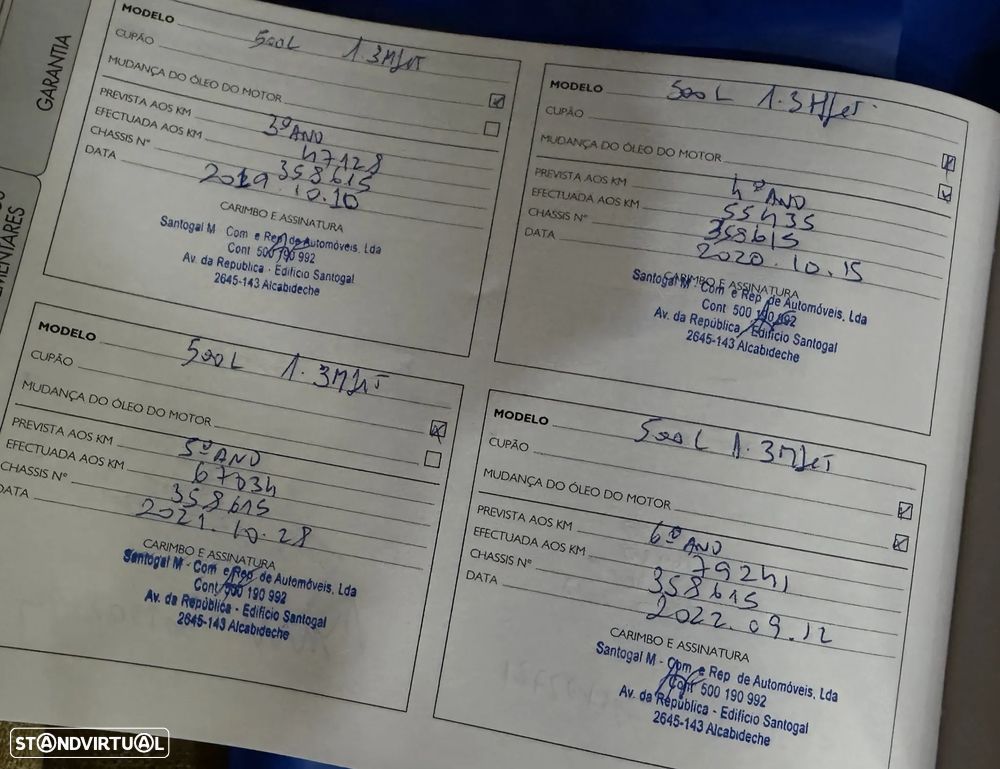 GARANTIA
MENTARES
MODELO 500L 1.3MJET
CUPÃO
MUDANÇA DO ÓLEO DO MOTOR
PREVISTA AOS KM 3º ANO
EFECTUADA AOS KM 47128
CHASSIS Nº 358615
DATA 2019.10.10
CARIMBO E ASSINATURA
Santogal M Com e Rep de Automóveis, Lda
Cont 500 190 992
Av. da Republica - Edificio Santogal
2645-143 Alcabideche
MODELO 500L 1.3MJET
CUPÃO
MUDANÇA DO ÓLEO DO MOTOR
PREVISTA AOS KM 4º ANO
EFECTUADA AOS KM 55435
CHASSIS Nº 358615
DATA 2020.10.15
CARIMBO E ASSINATURA
Santogal M - Com e Rep de Automóveis, Lda
Cont 500 190 992
Av. da República - Edificio Santogal
2645-143 Alcabideche
MODELO 500L 1.3MJET
CUPÃO
MUDANÇA DO ÓLEO DO MOTOR
PREVISTA AOS KM 5º ANO
EFECTUADA AOS KM 67034
CHASSIS Nº 358615
DATA 2021 10.28
CARIMBO E ASSINATURA
Santogal M - Com e Rep de Automóveis, Lda
Cont 500 190 992
Av. da República - Edificio Santogal
2645-143 Alcabideche
MODELO 500L 1.3MJET
CUPÃO
MUDANÇA DO ÓLEO DO MOTOR
PREVISTA AOS KM 6º ANO
EFECTUADA AOS KM 79241
CHASSIS Nº 358615
DATA 2022.09.12
CARIMBO E ASSINATURA
Santogal M - Com e Rep de Automóveis, Lda
Cont 500 190 992
Av. da República - Edificio Santogal
2645-143 Alcabideche
STANDVIRTUAL